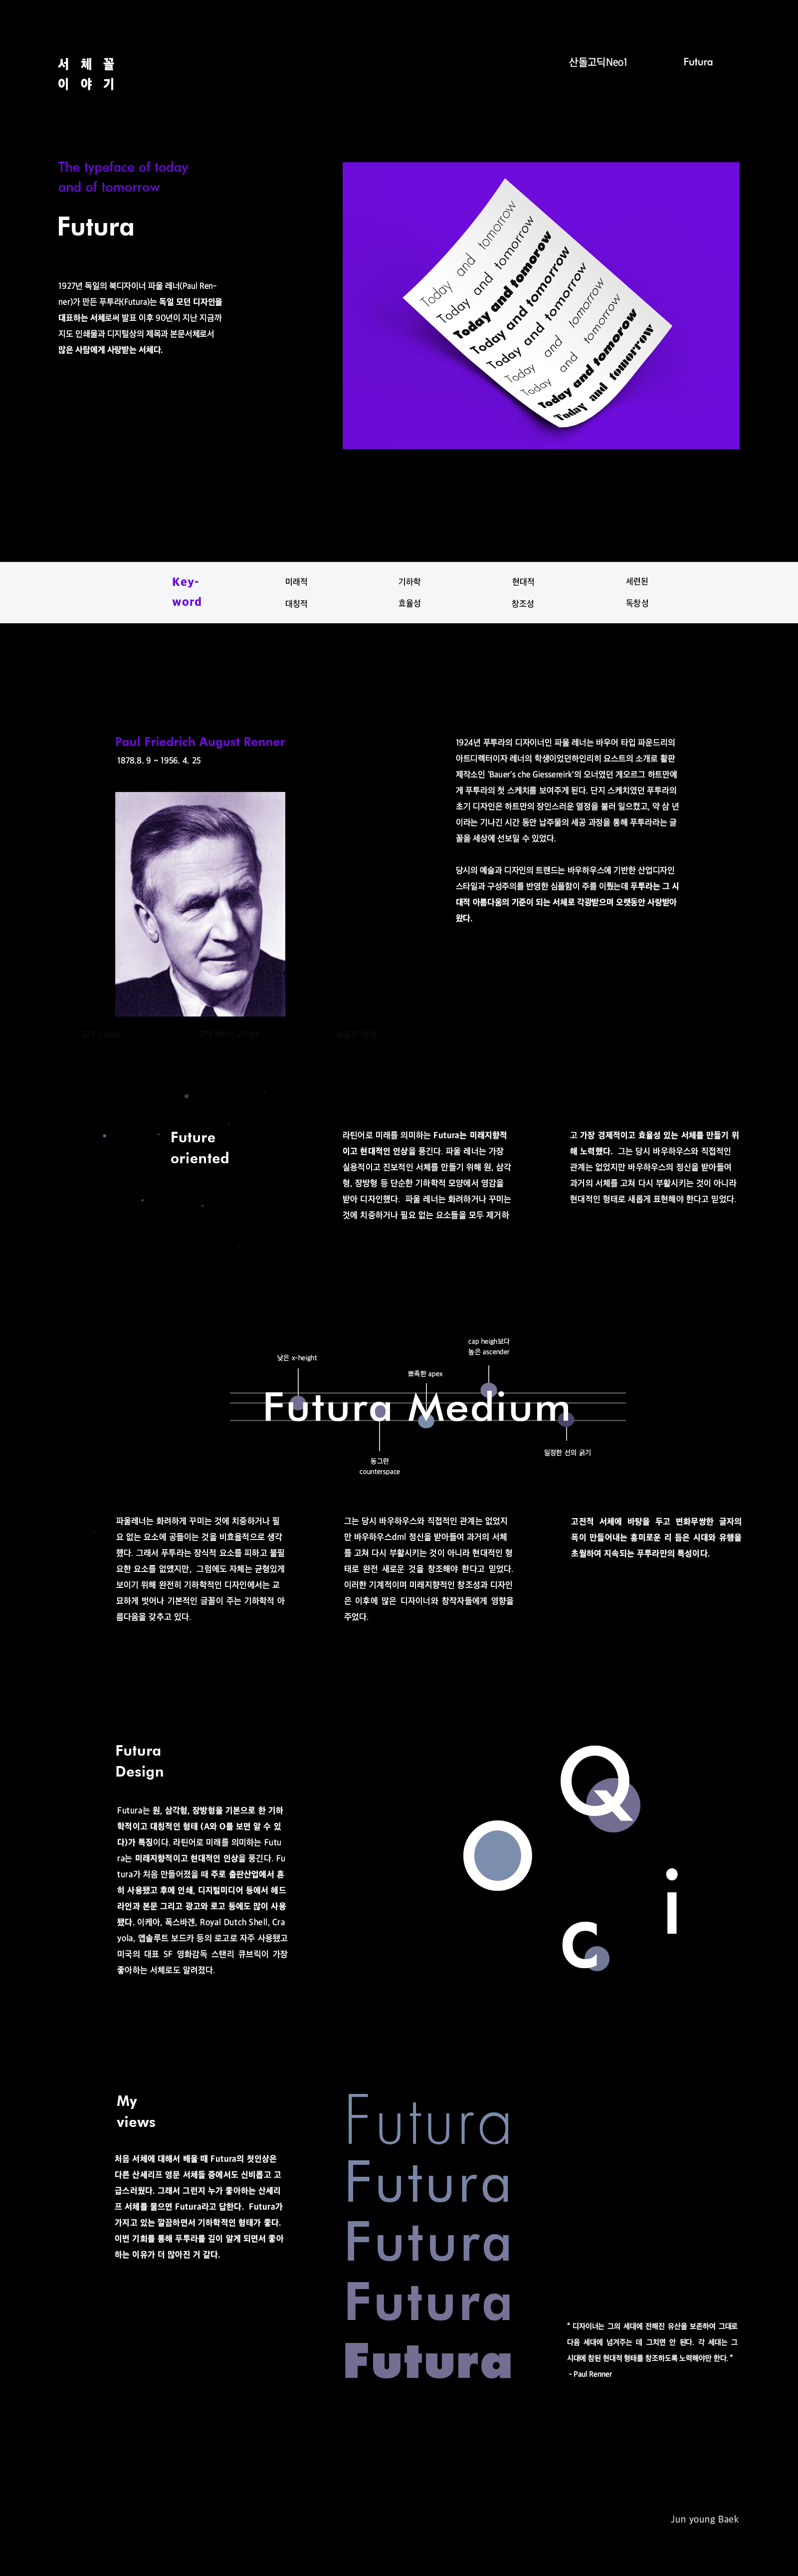 서 체 꼴
이 야 기
산돌고딕Neo1
Futura
The typeface of today
and of tomorrow
Futura
1927년 독일의 북디자이너 파울 레너(Paul Ren-
ner)가 만든 푸투라(Futura)는 독일 모던 디자인을
대표하는 서체로써 발표 이후 90년이 지난 지금까
지도 인쇄물과 디지털상의 제목과 본문서체로서
많은 사람에게 사랑받는 서체다.
Today and tomorrow
Today and tomorrow
Today and tomorow
Today and tomorrow
Today and tomorrow
Today and tomorrow
Today and tomorrow
Today and tomorow
Today and tomorrow
Key-
word
미래적
기하학
현대적
세련된
대칭적
효율성
창조성
독창성
Paul Friedrich August Renner
1878.8. 9 ~ 1956. 4. 25
1924년 푸투라의 디자이너인 파울 레너는 바우어 타입 파운드리의
아트디렉터이자 레너의 학생이었던하인리히 요스트의 소개로 활판
제작소인 'Bauer's che Giessereirk'의 오너였던 게오르그 하트만에
게 푸투라의 첫 스케치를 보여주게 된다. 단지 스케치였던 푸투라의
초기 디자인은 하트만의 장인스러운 열정을 불러 일으켰고, 약 삼 년
이라는 기나긴 시간 동안 납주물의 세공 과정을 통해 푸투라라는 글
꼴을 세상에 선보일 수 있었다.
당시의 예술과 디자인의 트렌드는 바우하우스에 기반한 산업디자인
스타일과 구성주의를 반영한 심플함이 주를 이뤘는데 푸투라는 그 시
대적 아름다움의 기준이 되는 서체로 각광받으며 오랫동안 사랑받아
왔다.
Future
oriented
라틴어로 미래를 의미하는 Futura는 미래지향적
이고 현대적인 인상을 풍긴다. 파울 레너는 가장
실용적이고 진보적인 서체를 만들기 위해 원, 삼각
형, 장방형 등 단순한 기하학적 모양에서 영감을
받아 디자인했다. 파울 레너는 화려하거나 꾸미는
것에 치중하거나 필요 없는 요소들을 모두 제거하
고 가장 경제적이고 효율성 있는 서체를 만들기 위
해 노력했다. 그는 당시 바우하우스와 직접적인
관계는 없었지만 바우하우스의 정신을 받아들여
과거의 서체를 고쳐 다시 부활시키는 것이 아니라
현대적인 형태로 새롭게 표현해야 한다고 믿었다.
낮은 x-height
뾰족한 apex
cap heigh보다
높은 ascender
Futura Medium
동그란
counterspace
일정한 선의 굵기
파울레너는 화려하게 꾸미는 것에 치중하거나 필
요 없는 요소에 공들이는 것을 비효율적으로 생각
했다. 그래서 푸투라는 장식적 요소를 피하고 불필
요한 요소를 없앴지만, 그럼에도 자체는 균형있게
보이기 위해 완전히 기하학적인 디자인에서는 교
묘하게 벗어나 기본적인 글꼴이 주는 기하학적 아
름다움을 갖추고 있다.
그는 당시 바우하우스와 직접적인 관계는 없었지
만 바우하우스dml 정신을 받아들여 과거의 서체
를 고쳐 다시 부활시키는 것이 아니라 현대적인 형
태로 완전 새로운 것을 창조해야 한다고 믿었다.
이러한 기계적이며 미래지향적인 창조성과 디자인
은 이후에 많은 디자이너와 창작자들에게 영향을
주었다.
고전적 서체에 바탕을 두고 변화무쌍한 글자의
폭이 만들어내는 흥미로운 리 듬은 시대와 유행을
초월하여 지속되는 푸투라만의 특성이다.
Futura
Design
Futura는 원, 삼각형, 장방형을 기본으로 한 기하
학적이고 대칭적인 형태 (A와 O를 보면 알 수 있
다)가 특징이다. 라틴어로 미래를 의미하는 Futu
ra는 미래지향적이고 현대적인 인상을 풍긴다. Fu
tura가 처음 만들어졌을 때 주로 출판산업에서 흔
히 사용됐고 후에 인쇄, 디지털미디어 등에서 헤드
라인과 본문 그리고 광고와 로고 등에도 많이 사용
됐다. 이케아, 폭스바겐, Royal Dutch Shell, Cra
yola, 앱솔루트 보드카 등의 로고로 자주 사용됐고
미국의 대표 SF 영화감독 스탠리 큐브릭이 가장
좋아하는 서체로도 알려졌다.
Q
O
i
c
My
views
처음 서체에 대해서 배울 때 Futura의 첫인상은
다른 산세리프 영문 서체들 중에서도 신비롭고 고
급스러웠다. 그래서 그런지 누가 좋아하는 산세리
프 서체를 물으면 Futura라고 답한다. Futura가
가지고 있는 깔끔하면서 기하학적인 형태가 좋다.
이번 기회를 통해 푸투라를 깊이 알게 되면서 좋아
하는 이유가 더 많아진 거 같다.
Futura
Futura
Futura
Futura
Futura
“ 디자이너는 그의 세대에 전해진 유산을 보존하여 그대로
다음 세대에 넘겨주는 데 그치면 안 된다. 각 세대는 그
시대에 참된 현대적 형태를 창조하도록 노력해야만 한다. ”
- Paul Renner
Jun young Baek